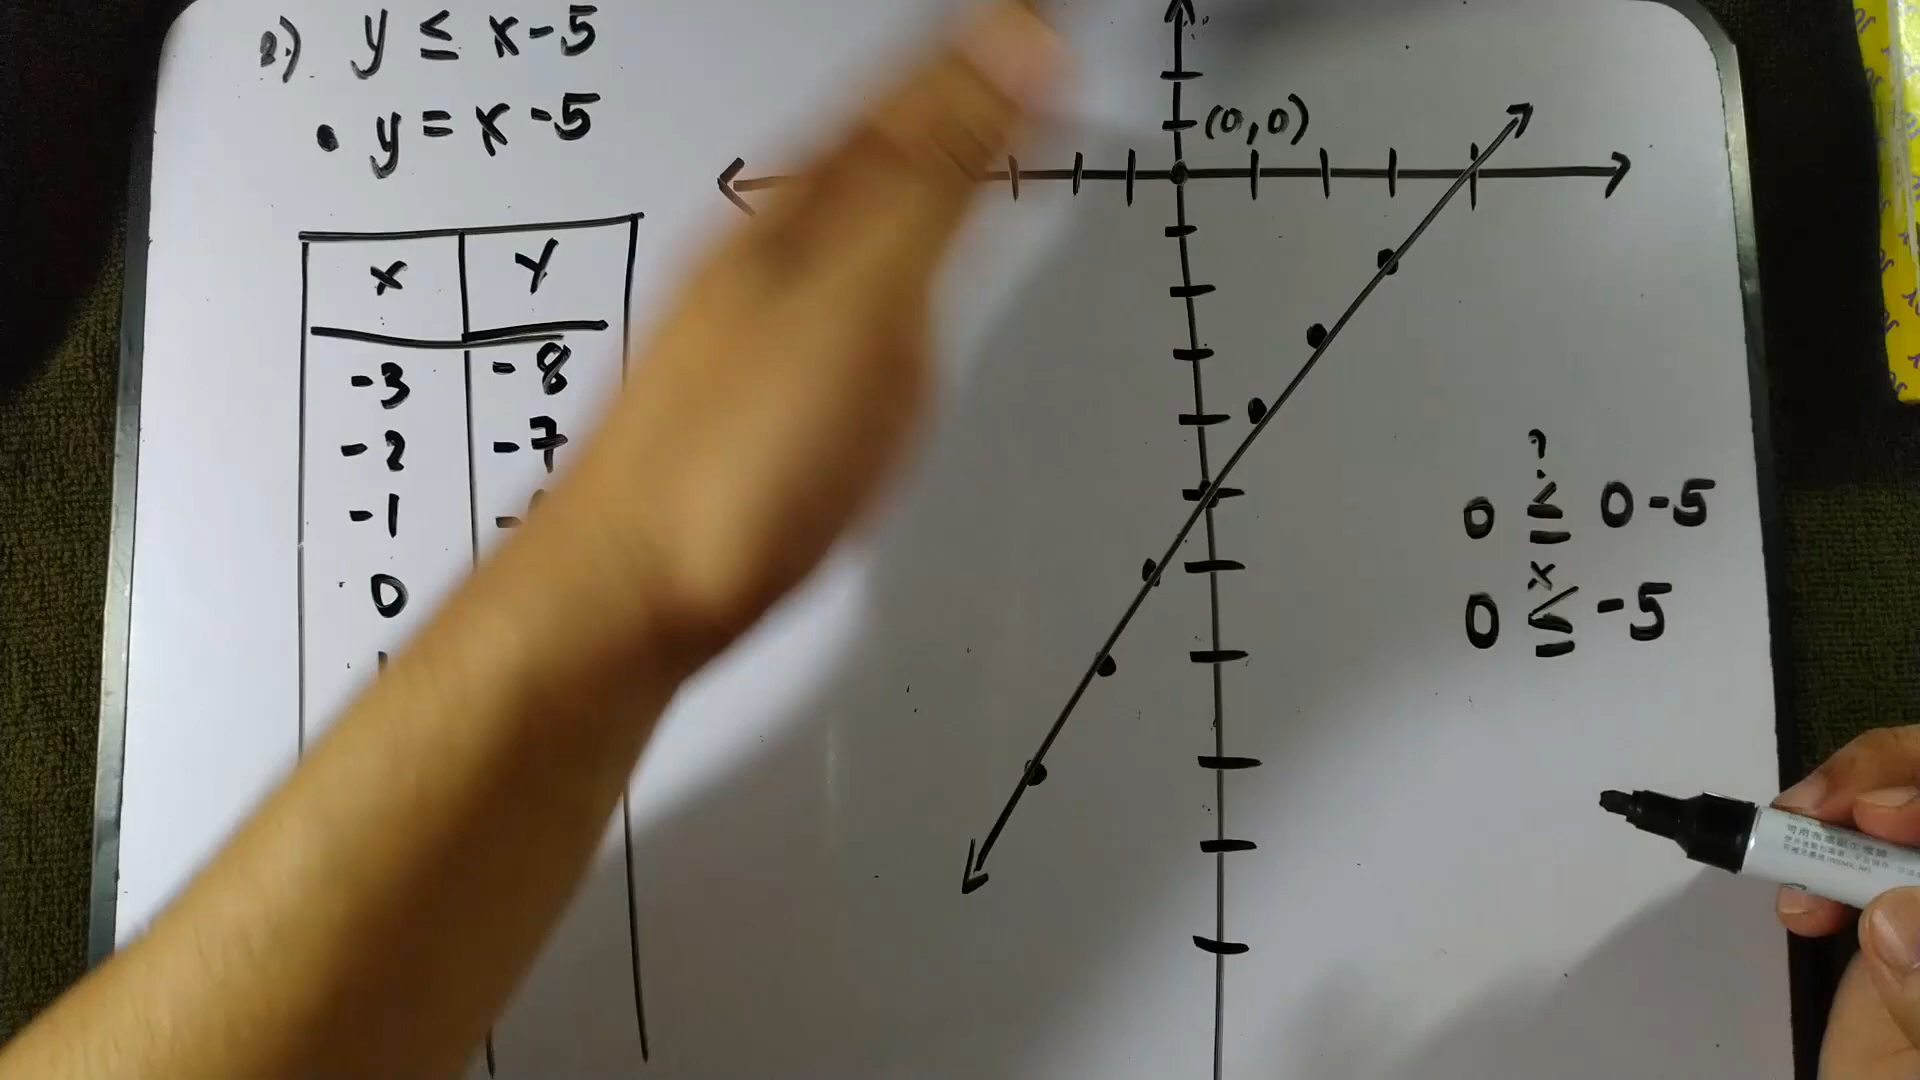 2.) y ≤ x-5
• y = x-5
x y
-3 -8
-2 -7
-1 -
0
(0,0)
?
0 ≤ 0-5
x
0 ≤ -5